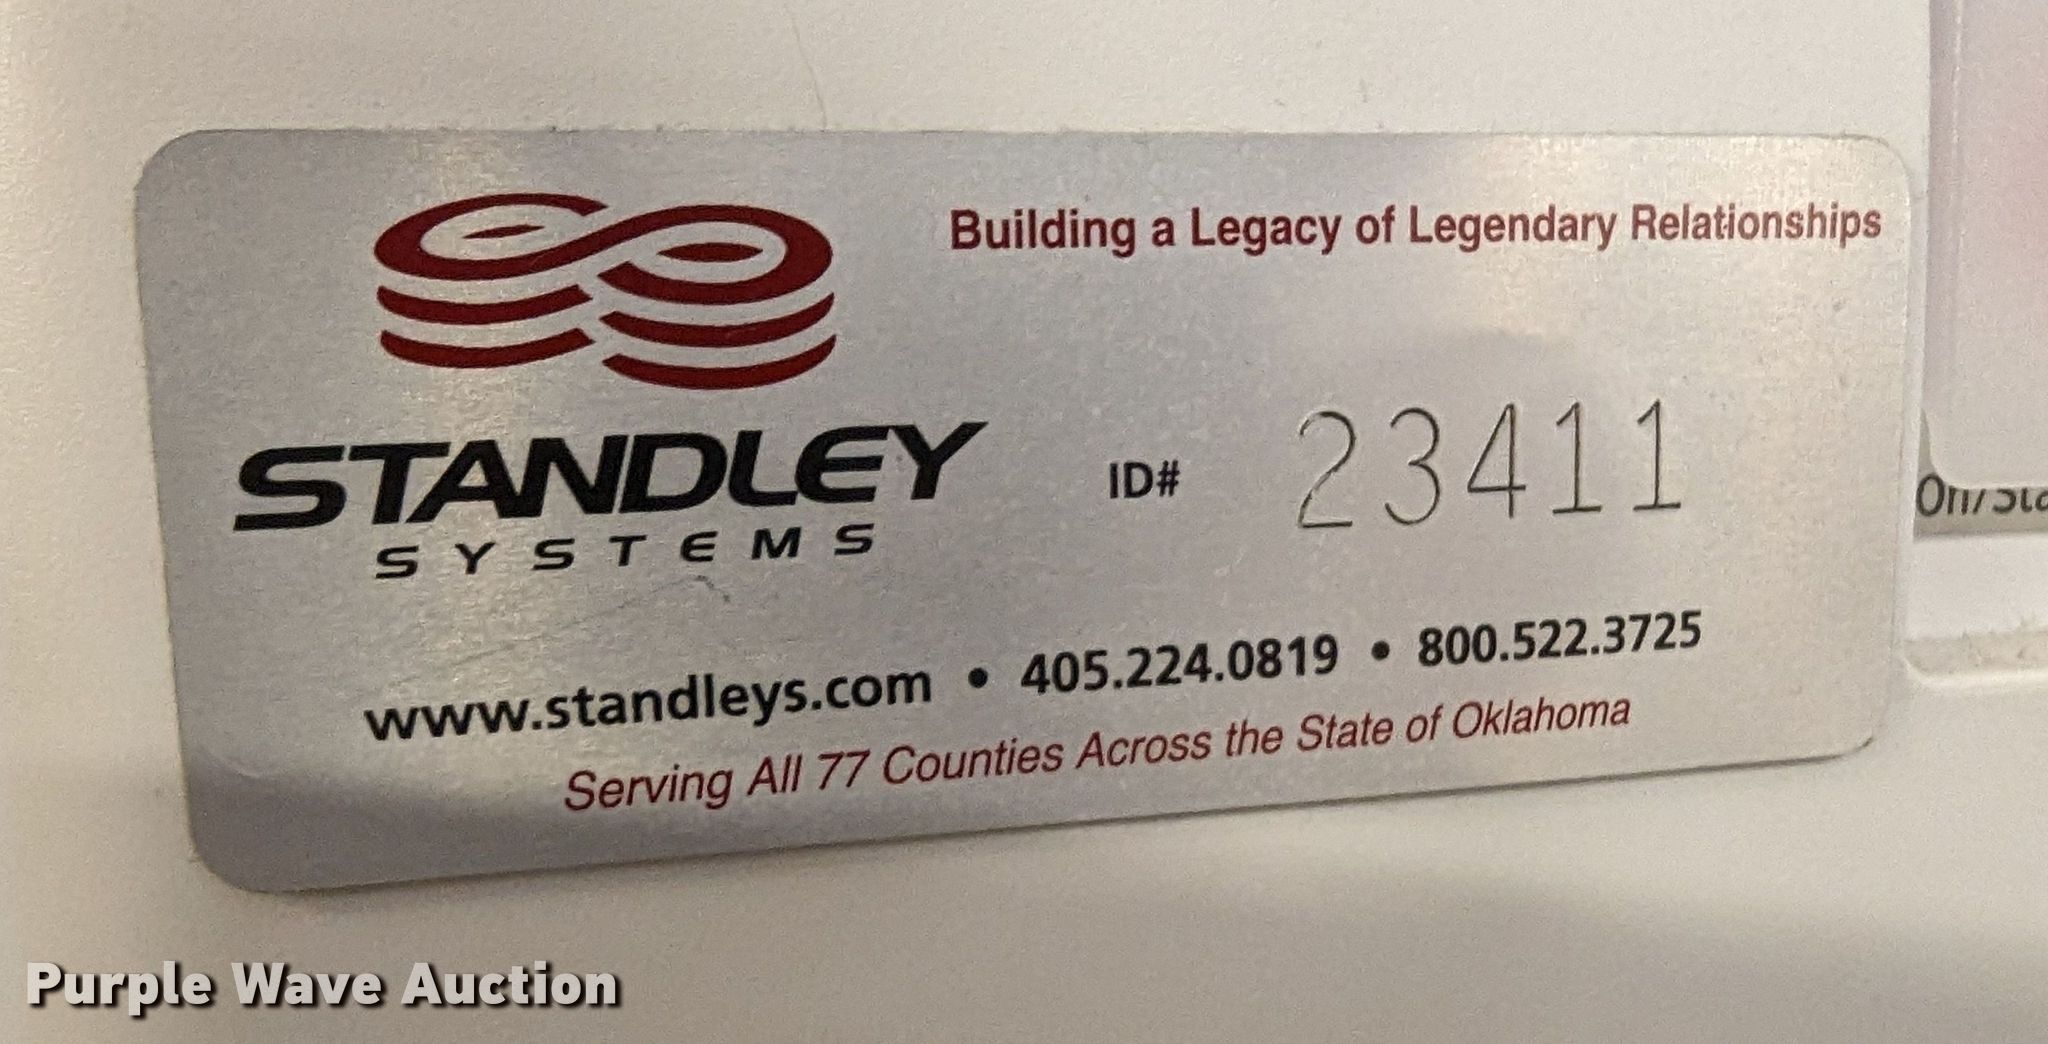 Building a Legacy of Legendary Relationships
STANDLEY
SYSTEMS
ID# 23411
www.standleys.com • 405.224.0819 • 800.522.3725
Serving All 77 Counties Across the State of Oklahoma
Purple Wave Auction